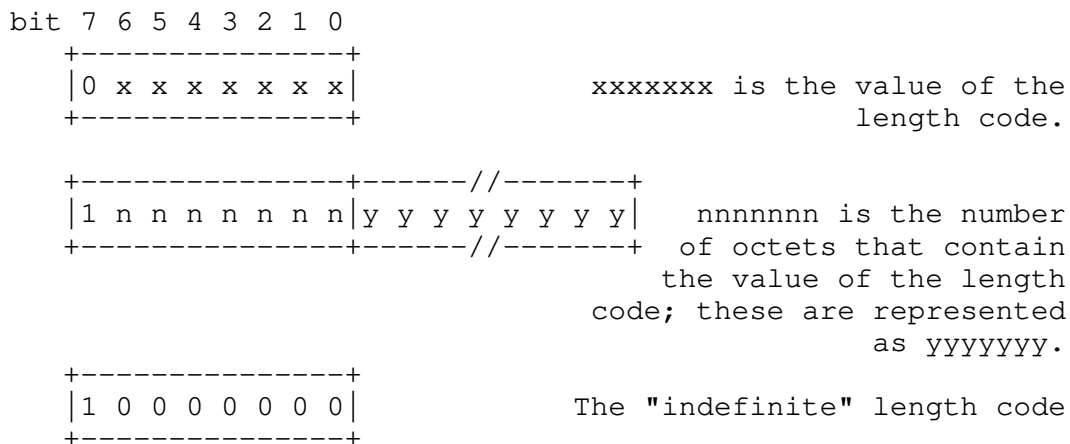 bit 7 6 5 4 3 2 1 0
+---------------+
|0 x x x x x x x| xxxxxxx is the value of the
+---------------+ length code.
+---------------+------//-------+
|1 n n n n n n n|y y y y y y y y| nnnnnnn is the number
+---------------+------//-------+ of octets that contain
the value of the length
code; these are represented
as yyyyyyy.
+---------------+
|1 0 0 0 0 0 0 0| The "indefinite" length code
+---------------+